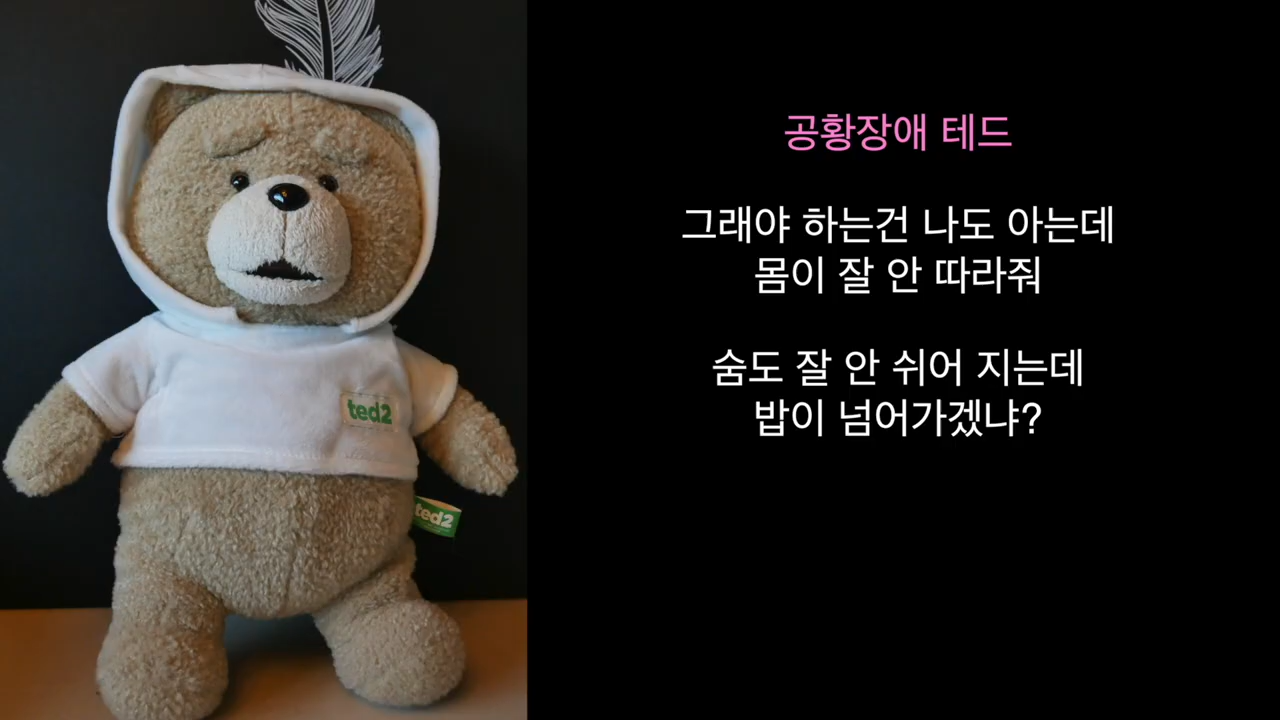 공황장애 테드
그래야 하는건 나도 아는데
몸이 잘 안 따라줘
숨도 잘 안 쉬어 지는데
밥이 넘어가겠냐?
ted2
ted2